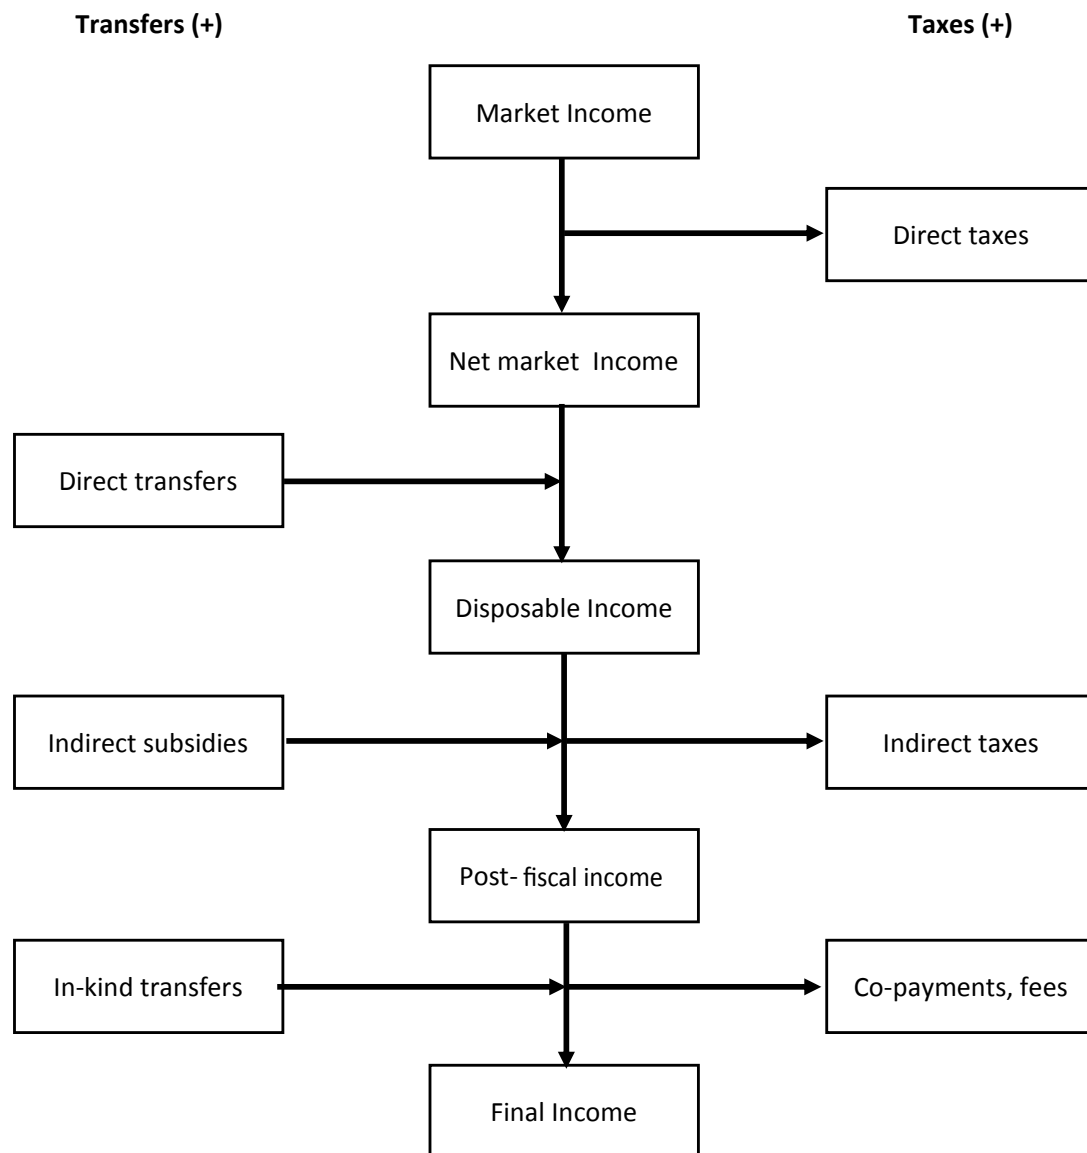 Transfers (+)
Taxes (+)
Market Income
Direct taxes
Net market  Income
Direct transfers
Disposable Income
Indirect subsidies
Indirect taxes
Post- fiscal income
In-kind transfers
Co-payments, fees
Final Income